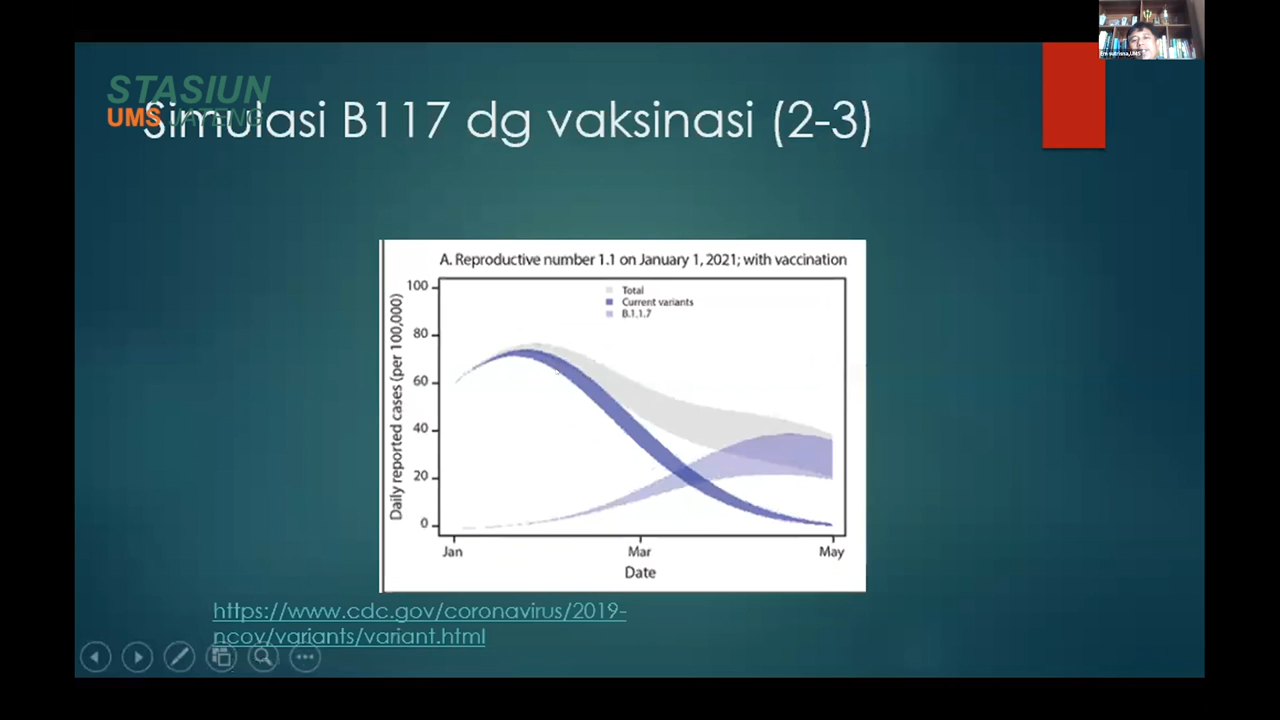 STASIUN
UMS JATENG
Simulasi B117 dg vaksinasi (2-3)
A. Reproductive number 1.1 on January 1, 2021; with vaccination
Daily reported cases (per 100,000)
100
80
60
40
20
0
Total
Current variants
B.1.1.7
Jan
Mar
May
Date
https://www.cdc.gov/coronavirus/2019-
ncov/variants/variant.html